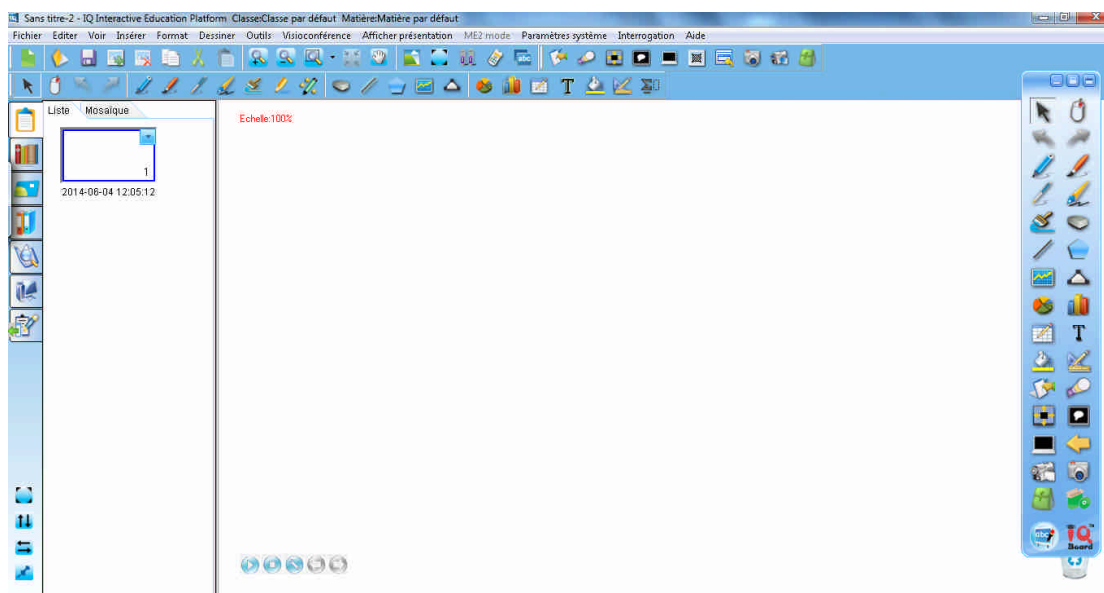 Sans titre-2 - IQ Interactive Education Platform Classe:Classe par défaut Matière:Matière par défaut
Fichier Editer Voir Insérer Format Dessiner Outils Visioconférence Afficher présentation ME2 mode Paramètres système Interrogation Aide
Liste Mosaïque
Echelle:100%
1
2014-06-04 12:05:12
T
T
abc
IQ
Board